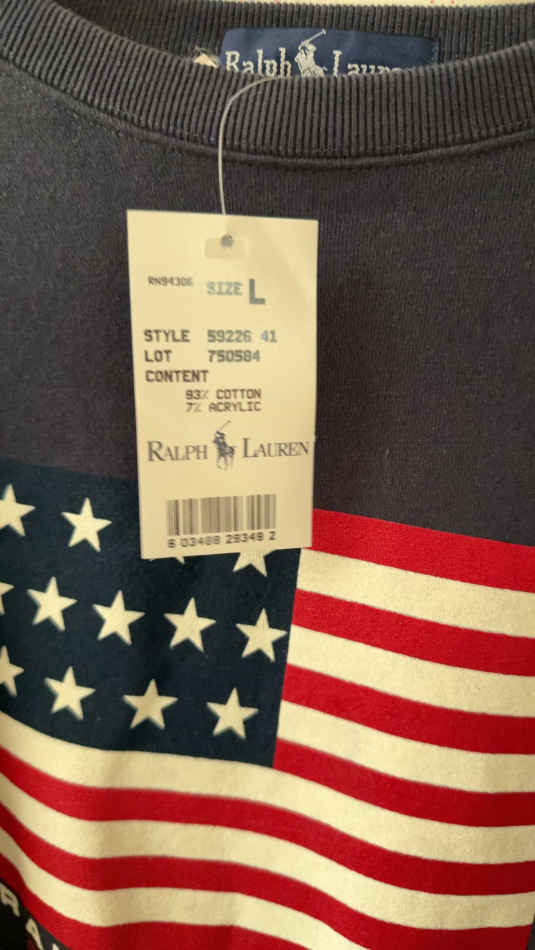 Ralph Lauren
RN94306
SIZE L
STYLE 59226 41
LOT 750584
CONTENT
93% COTTON
7% ACRYLIC
RALPH LAUREN
6 03488 29349 2
RA